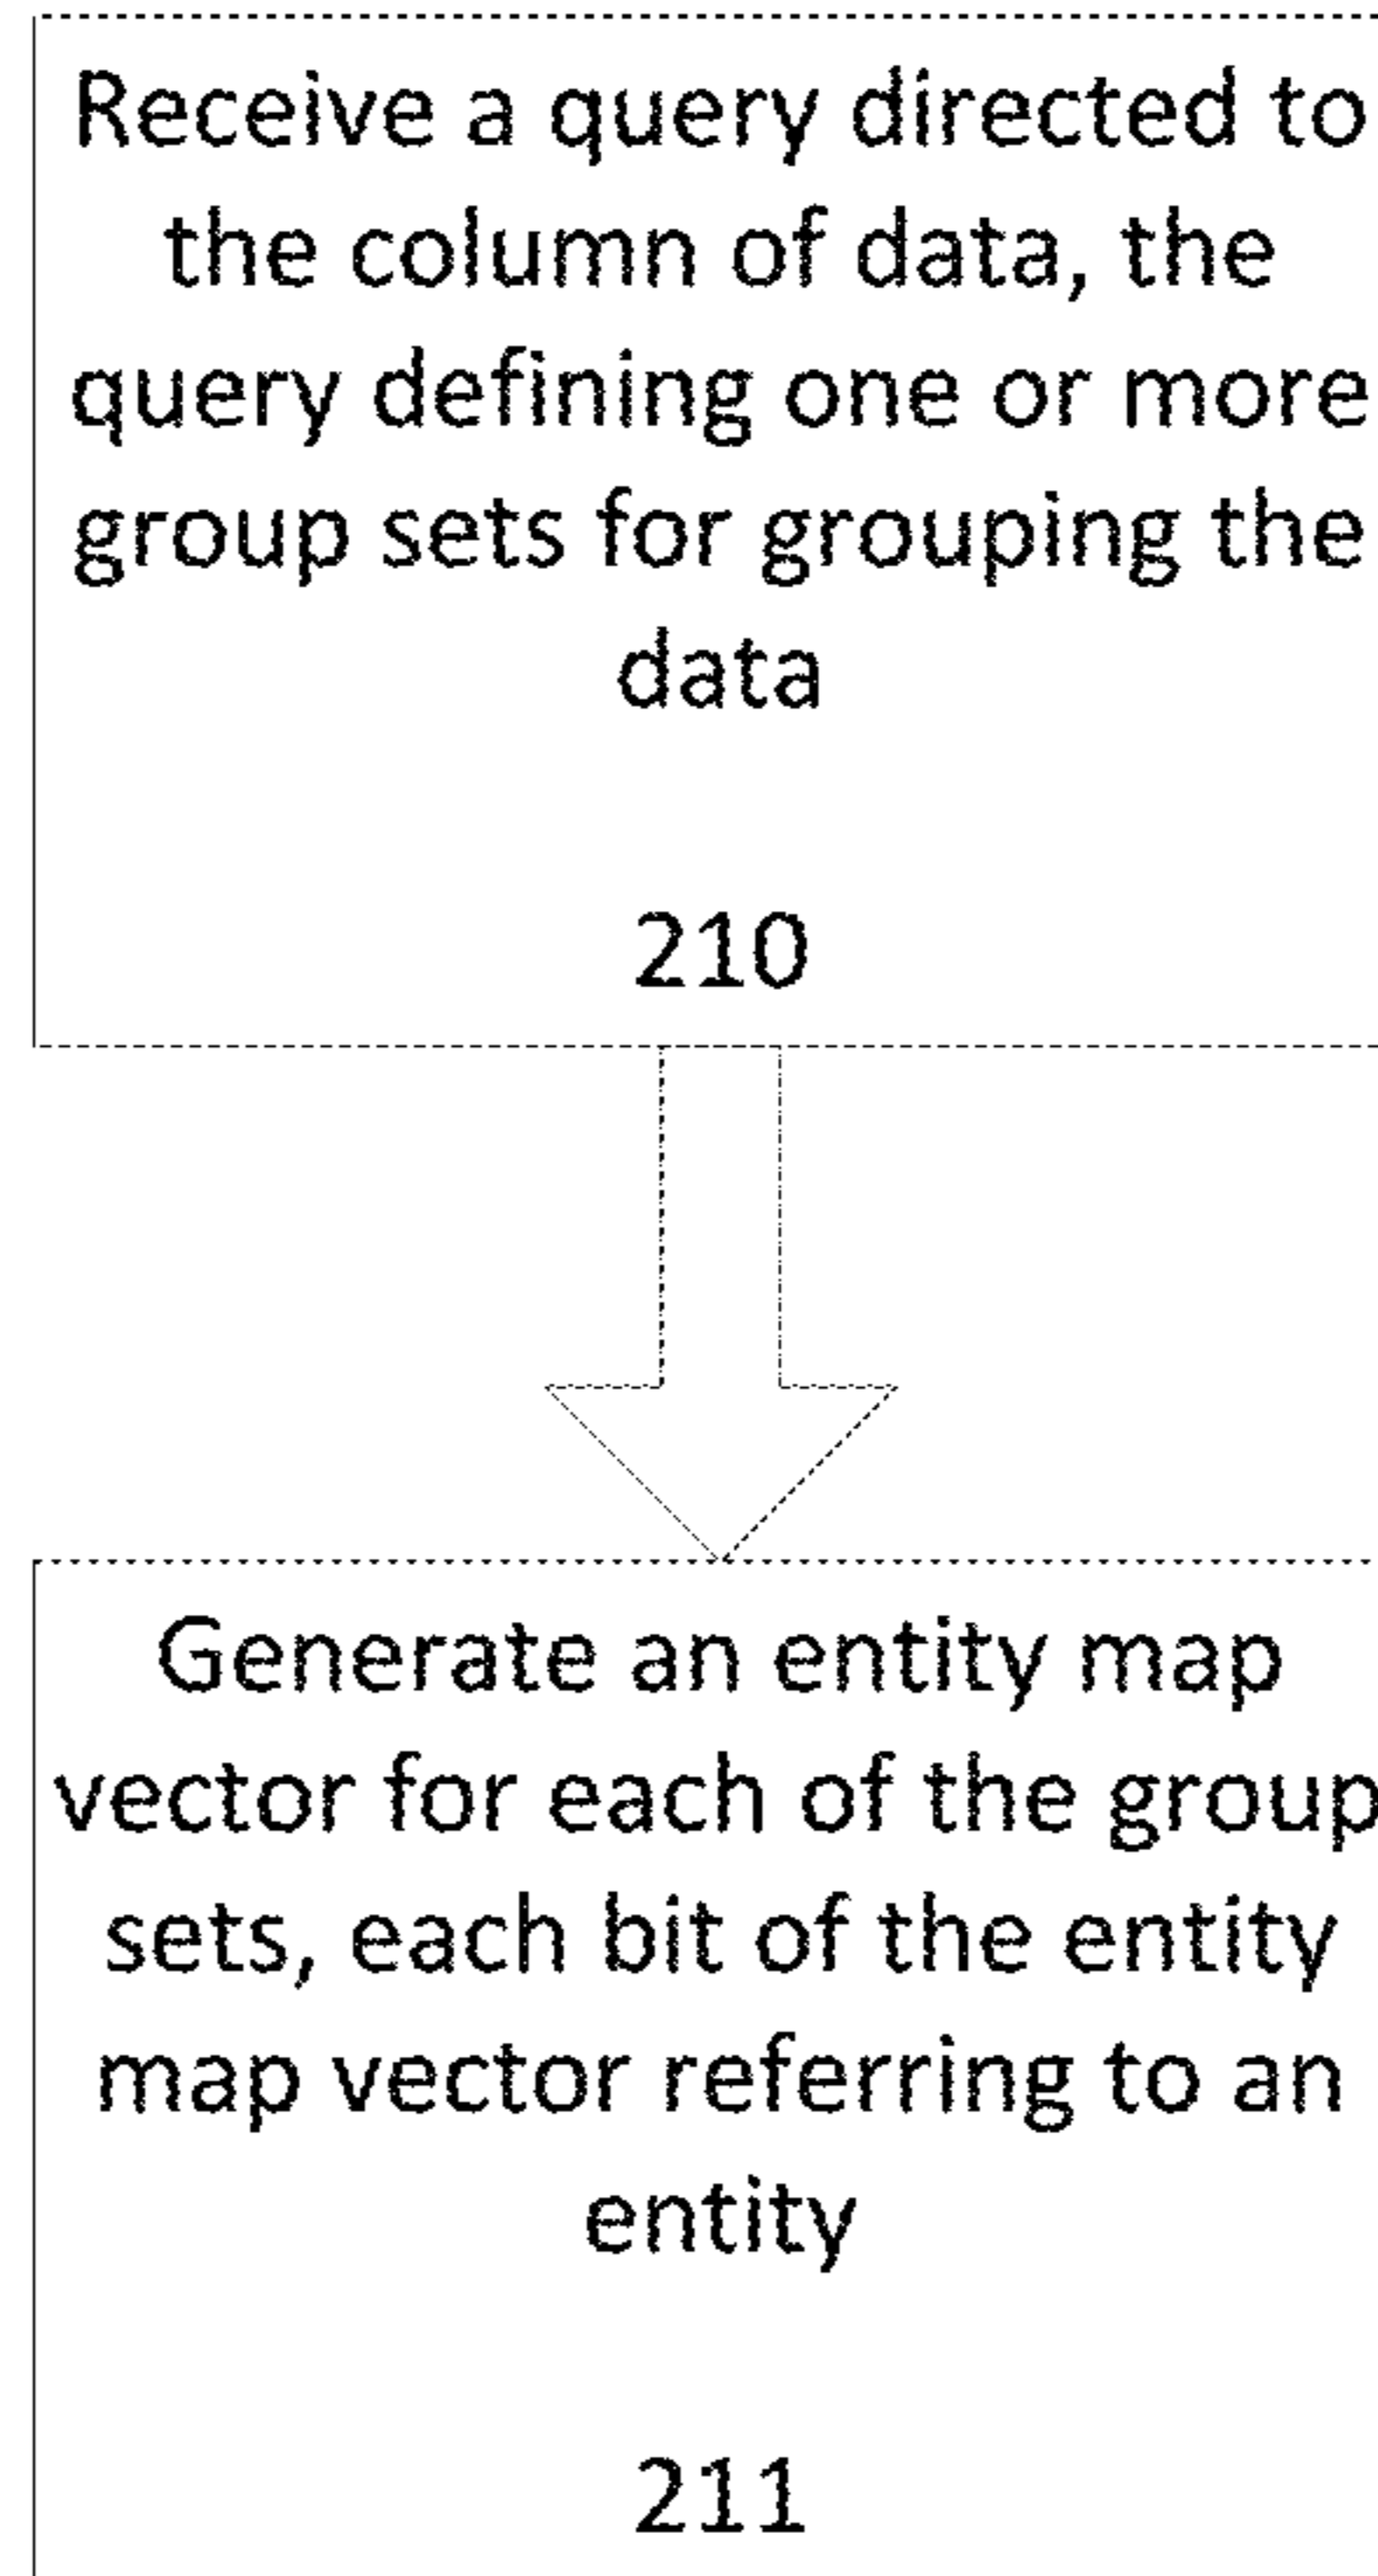 Receive a query directed to
the column of data, the
query defining one or more
group sets for grouping the
data
210
Generate an entity map
vector for each of the group
sets, each bit of the entity
map vector referring to an
entity
211